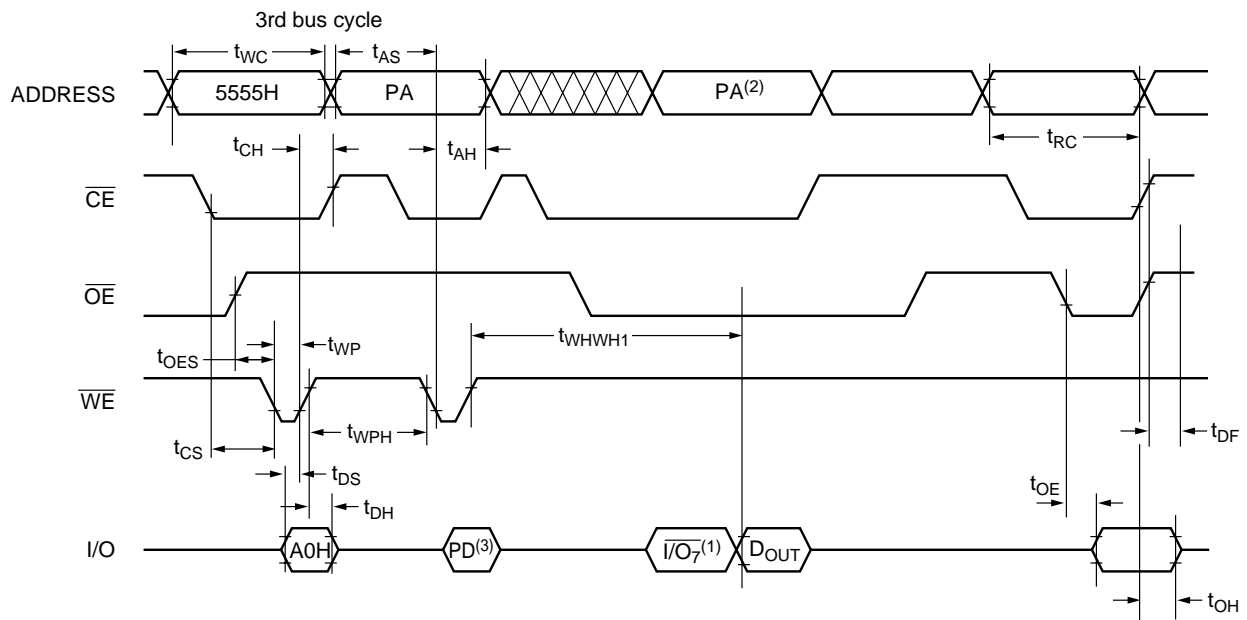 3rd bus cycle
tWC tAS
ADDRESS 5555H PA PA(2)
tCH tAH tRC
CE
OE
tWP tWHWH1
tOES
WE
tCS tWPH tDF
tDS
tDH tOE
I/O A0H PD(3) I/O7(1) DOUT
tOH